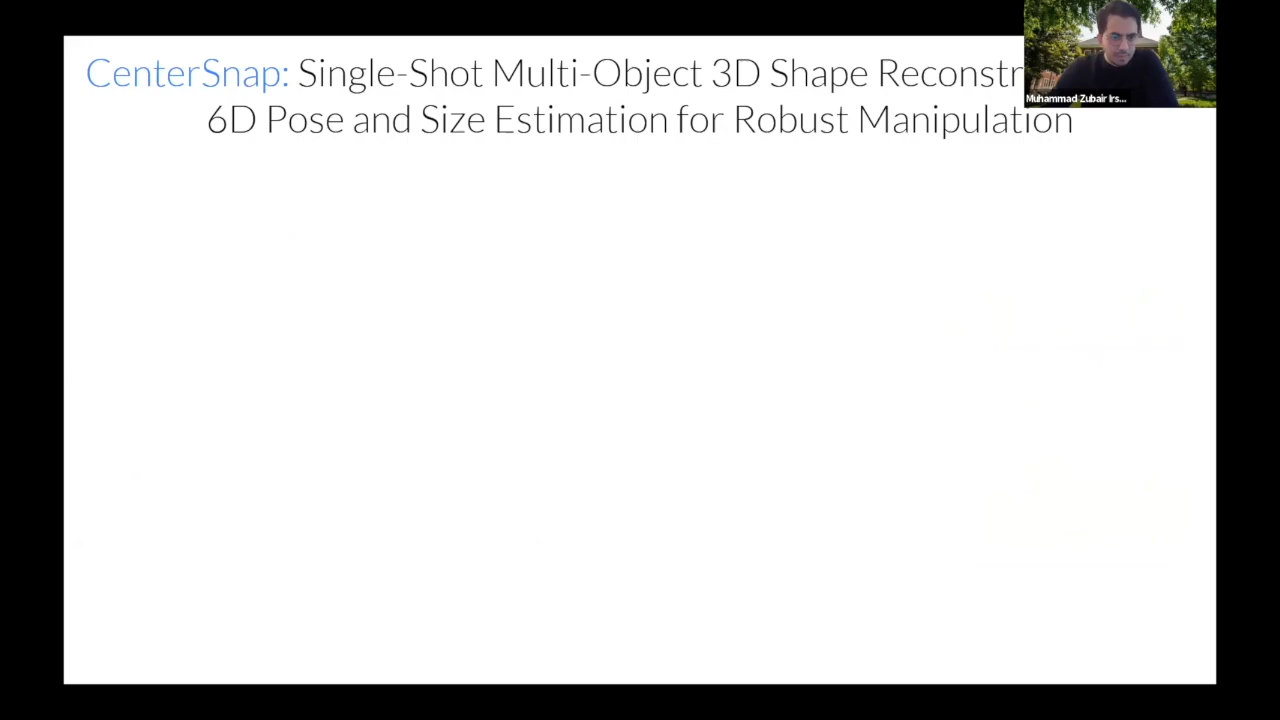 CenterSnap: Single-Shot Multi-Object 3D Shape Reconstr
6D Pose and Size Estimation for Robust Manipulation
Muhammad Zubair Irs...